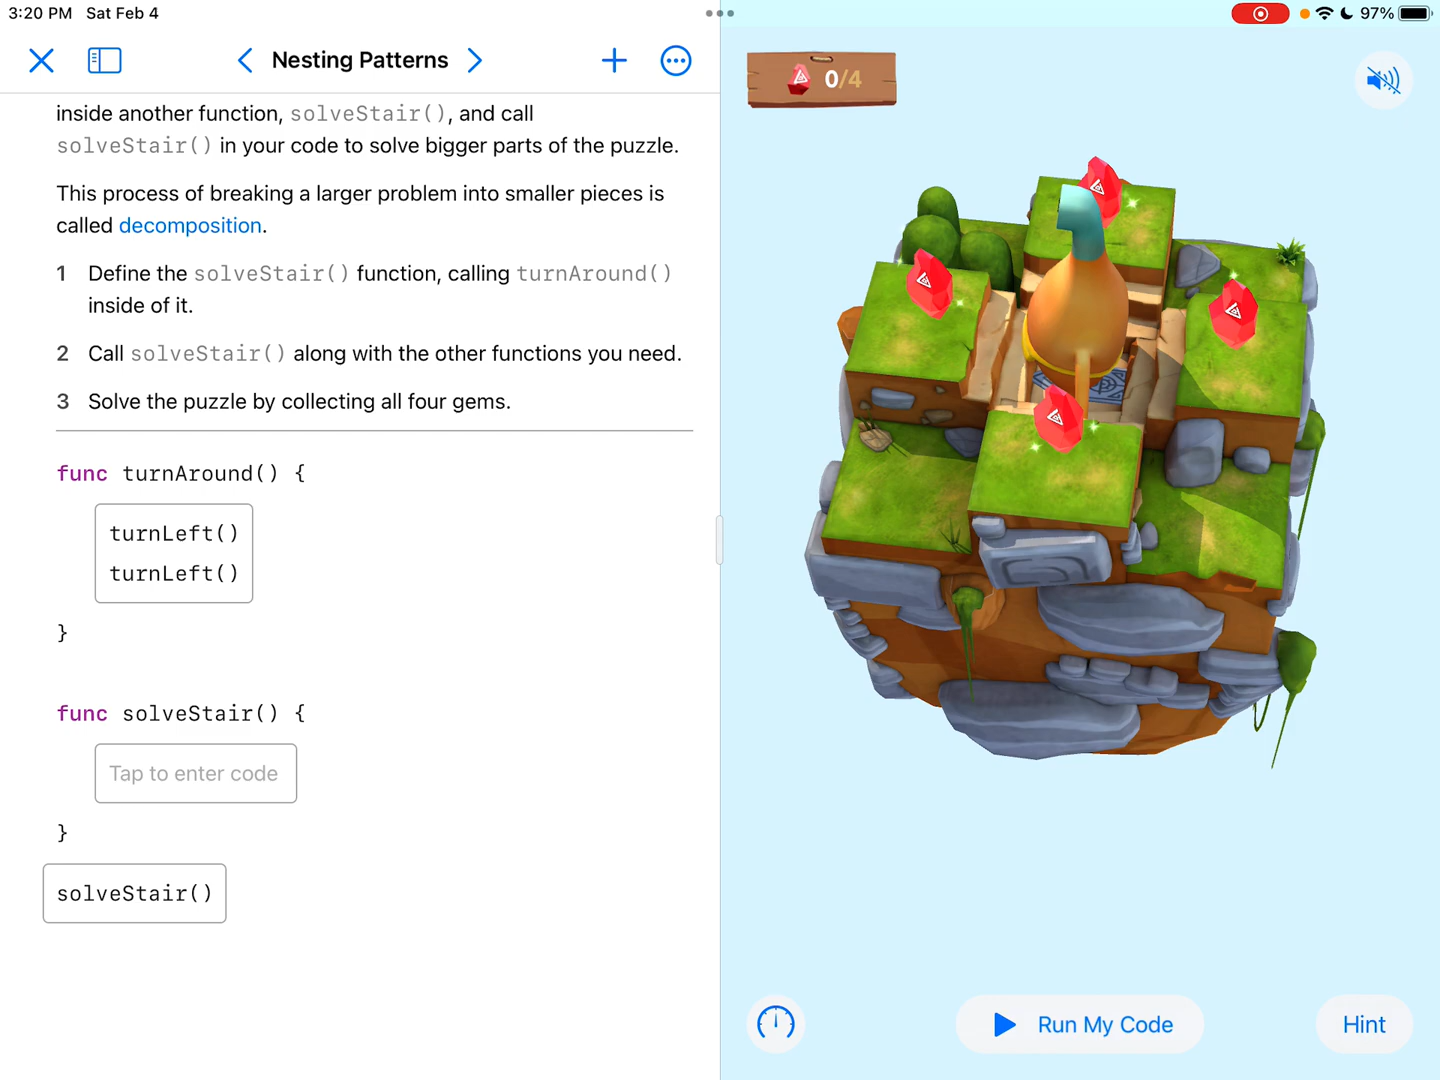 3:20 PM Sat Feb 4
97%
Nesting Patterns
inside another function, solveStair(), and call
solveStair() in your code to solve bigger parts of the puzzle.
This process of breaking a larger problem into smaller pieces is
called decomposition.
1 Define the solveStair() function, calling turnAround()
inside of it.
2 Call solveStair() along with the other functions you need.
3 Solve the puzzle by collecting all four gems.
func turnAround() {
turnLeft()
turnLeft()
}
func solveStair() {
Tap to enter code
}
solveStair()
0/4
Run My Code
Hint